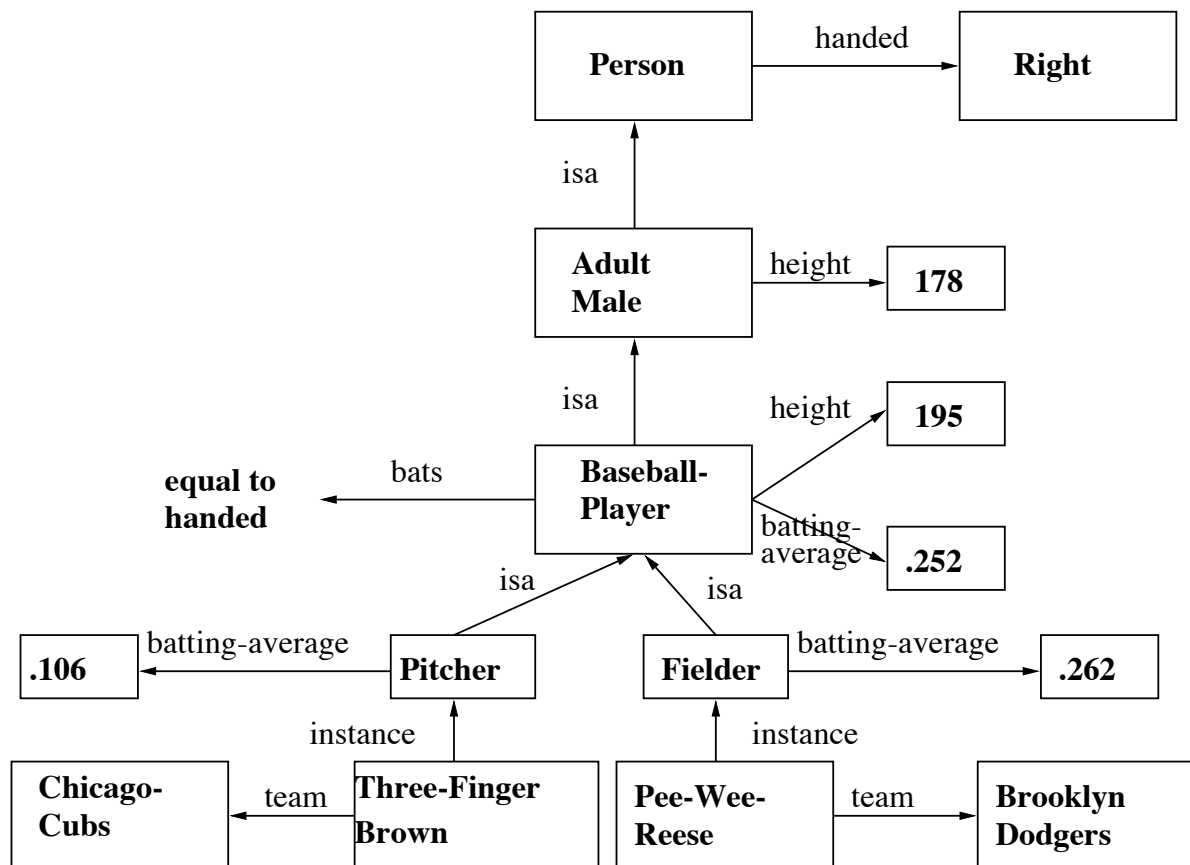 handed
Person
Right
isa
Adult
Male
height
178
isa
height
195
equal to
handed
bats
Baseball-
Player
batting-
average
.252
isa
isa
.106
batting-average
Pitcher
Fielder
batting-average
.262
instance
instance
Chicago-
Cubs
team
Three-Finger
Brown
Pee-Wee-
Reese
team
Brooklyn
Dodgers